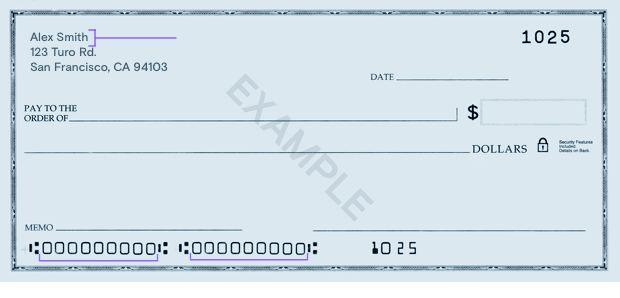 Alex Smith
1025
123 Turo Rd.
San Francisco, CA 94103
DATE
PAY TO THE
ORDER OF
$
DOLLARS
Security Features
Included.
Details on Back.
EXAMPLE
MEMO
⑆000000000⑆ ⑆000000000⑆ 1025